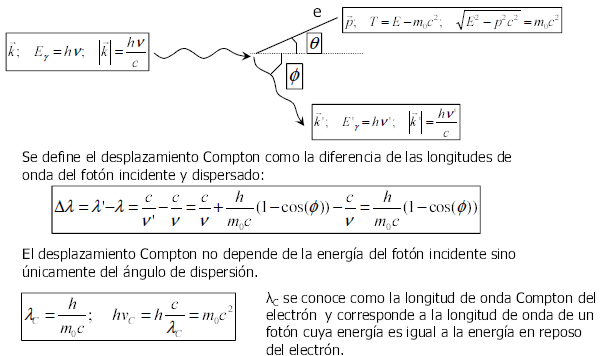 e
p⃗;   T = E − m₀c²;   √(E² − p²c²) = m₀c²
k⃗;   E_γ = hν;   |k⃗| = hν/c
θ
ϕ
k⃗';   E'_γ = hν';   |k⃗'| = hν'/c
Se define el desplazamiento Compton como la diferencia de las longitudes de
onda del fotón incidente y dispersado:
Δλ = λ'-λ = c/ν' − c/ν = c/ν + h/(m₀c) (1−cos(ϕ)) − c/ν = h/(m₀c) (1−cos(ϕ))
El desplazamiento Compton no depende de la energía del fotón incidente sino
únicamente del ángulo de dispersión.
λ_C = h/(m₀c);   hν_C = h c/λ_C = m₀c²
λc se conoce como la longitud de onda Compton del
electrón y corresponde a la longitud de onda de un
fotón cuya energía es igual a la energía en reposo
del electrón.